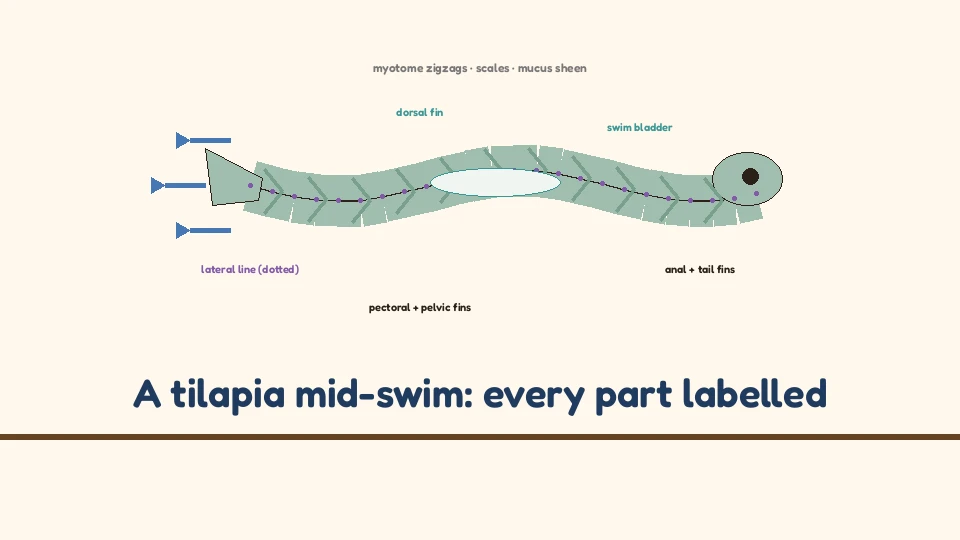 myotome zigzags · scales · mucus sheen
dorsal fin
swim bladder
lateral line (dotted)
anal + tail fins
pectoral + pelvic fins
A tilapia mid-swim: every part labelled